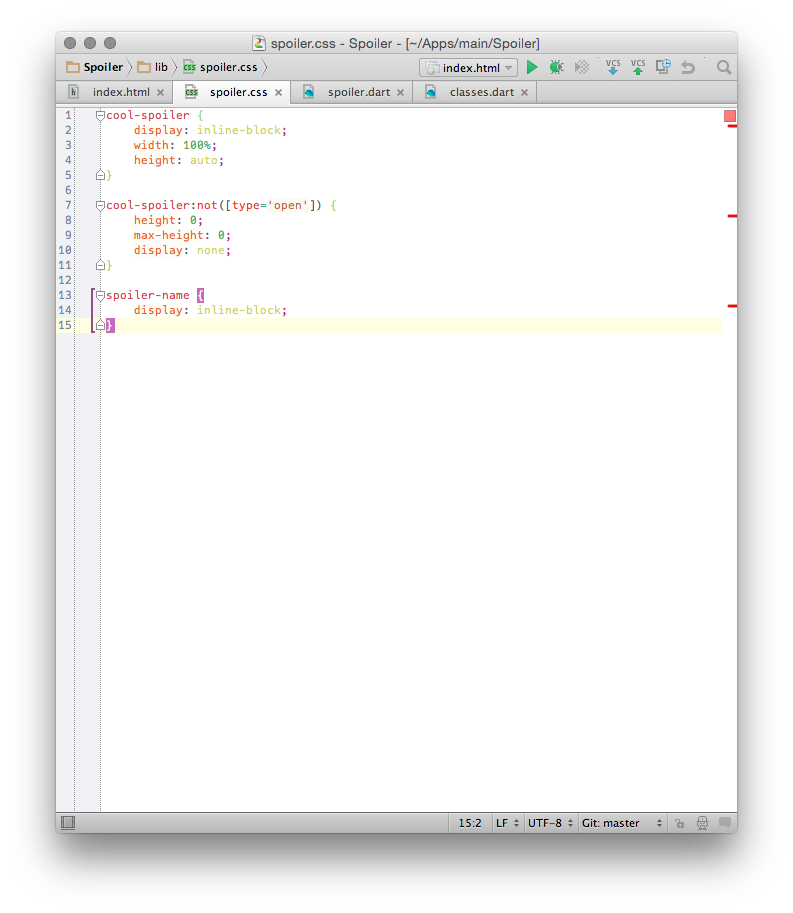 spoiler.css - Spoiler - [~/Apps/main/Spoiler]
Spoiler lib css spoiler.css index.html VCS VCS
h index.html css spoiler.css spoiler.dart classes.dart
1 cool-spoiler {
2     display: inline-block;
3     width: 100%;
4     height: auto;
5 }
6
7 cool-spoiler:not([type='open']) {
8     height: 0;
9     max-height: 0;
10     display: none;
11 }
12
13 spoiler-name {
14     display: inline-block;
15 }
15:2 LF UTF-8 Git: master